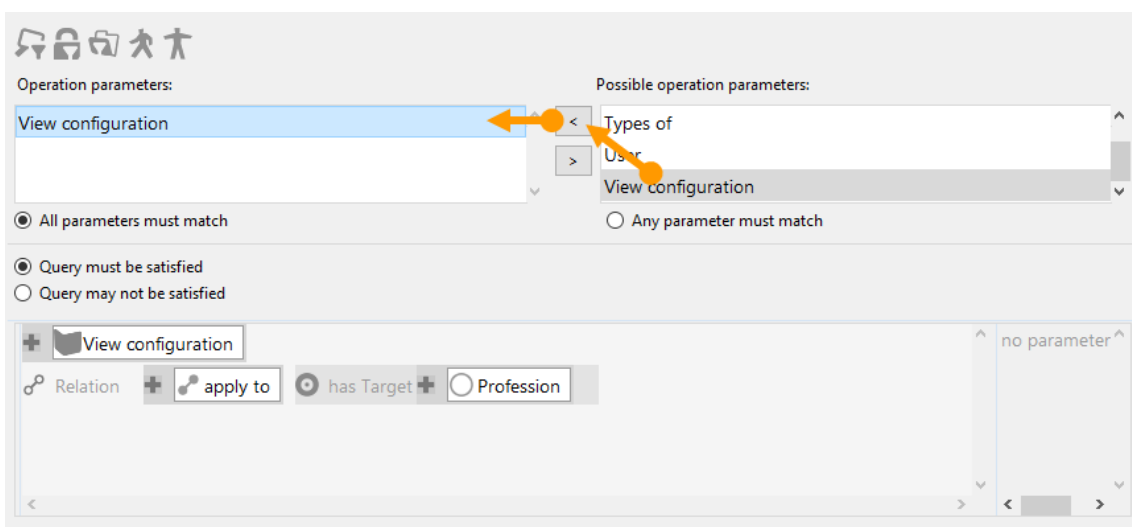 Operation parameters: Possible operation parameters:
View configuration < Types of
User
> View configuration
All parameters must match Any parameter must match
Query must be satisfied
Query may not be satisfied
View configuration no parameter
Relation apply to has Target Profession